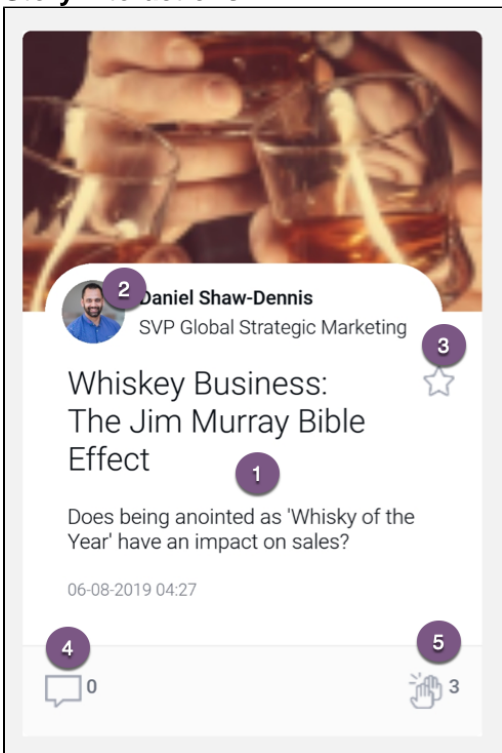 2
Daniel Shaw-Dennis
SVP Global Strategic Marketing
3
Whiskey Business:
The Jim Murray Bible
Effect
1
Does being anointed as 'Whisky of the
Year' have an impact on sales?
06-08-2019 04:27
4
5
0
3